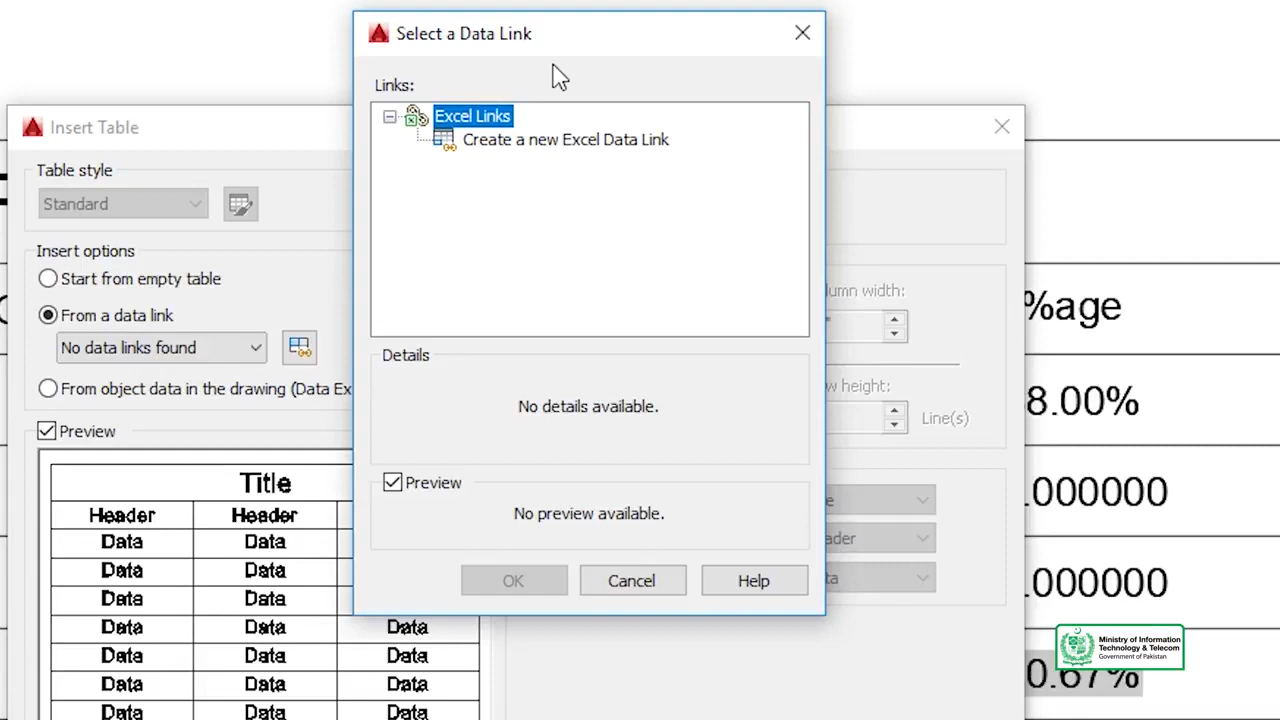 Select a Data Link
Links:
Excel Links
Create a new Excel Data Link
Details
No details available.
Preview
No preview available.
OK
Cancel
Help
Insert Table
Table style
Standard
Insert options
Start from empty table
From a data link
No data links found
From object data in the drawing (Data Ex
Preview
Title
Header Header
Data Data
Data Data
Data Data
Data Data Data
Data Data Data
Data Data Data
Data Data Data
lumn width:
w height:
Line(s)
%age
8.00%
.000000
.000000
0.67%
Ministry of Information
Technology & Telecom
Government of Pakistan